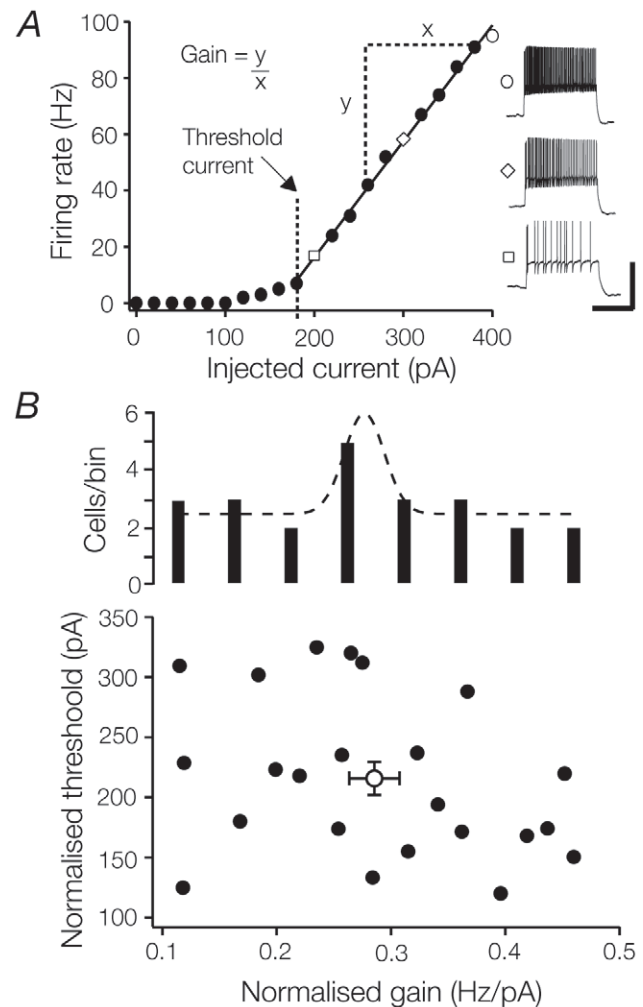 A
Firing rate (Hz)
100
80
60
40
20
0
Gain = y
x
Threshold
current
x
y
0
100
200
300
400
Injected current (pA)
B
Cells/bin
6
4
2
0
Normalised threshoold (pA)
350
300
250
200
150
100
0.1
0.2
0.3
0.4
0.5
Normalised gain (Hz/pA)